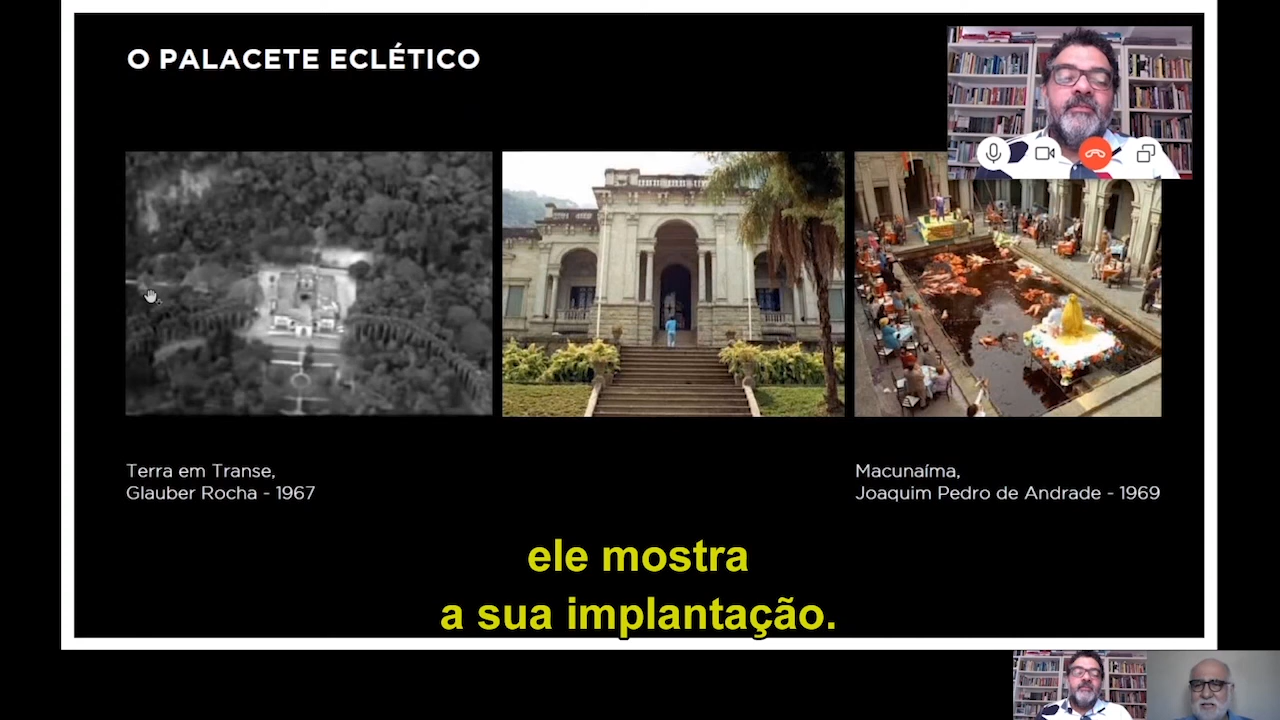 O PALACETE ECLÉTICO
Terra em Transe,
Glauber Rocha - 1967
Macunaíma,
Joaquim Pedro de Andrade - 1969
ele mostra
a sua implantação.